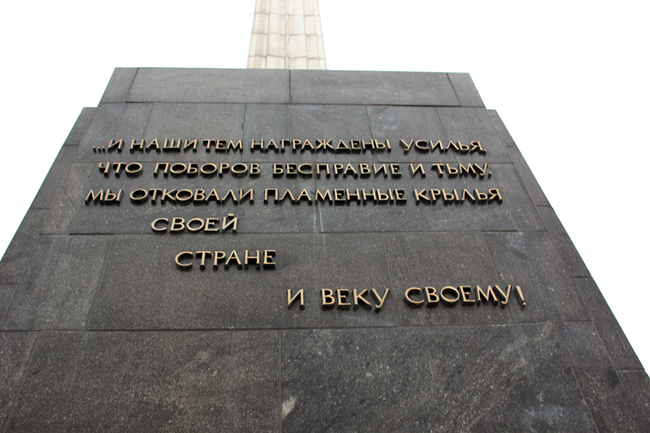 ...И НАШИ ТЕМ НАГРАЖДЕНЫ УСИЛЬЯ,
ЧТО ПОБОРОВ БЕСПРАВИЕ И ТЬМУ,
МЫ ОТКОВАЛИ ПЛАМЕННЫЕ КРЫЛЬЯ
СВОЕЙ
СТРАНЕ
И ВЕКУ СВОЕМУ!